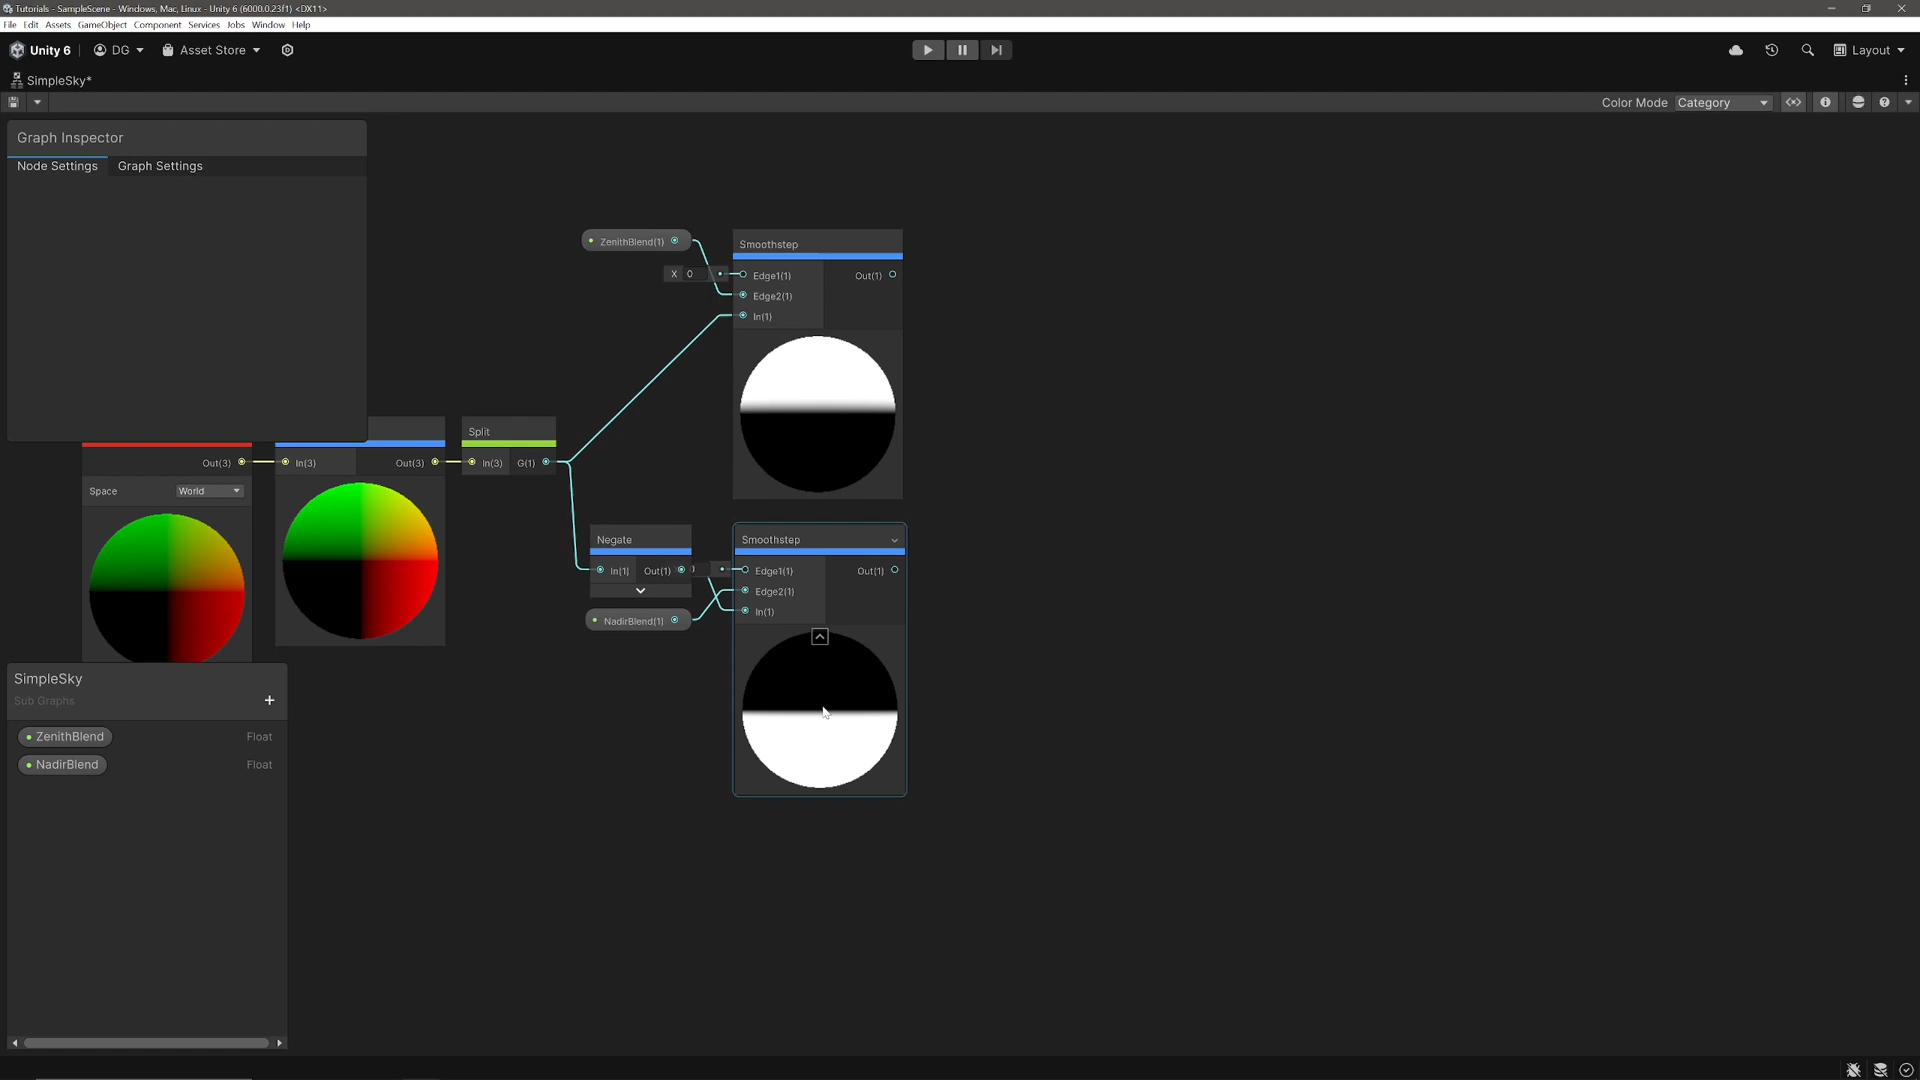 Tutorials - SampleScene - Windows, Mac, Linux - Unity 6 (6000.0.23f1) <DX11>
File Edit Assets GameObject Component Services Jobs Window Help
Unity 6 DG Asset Store Layout
SimpleSky*
Color Mode Category
Graph Inspector
Node Settings Graph Settings
ZenithBlend(1)
Smoothstep
X 0
Edge1(1) Out(1)
Edge2(1)
In(1)
Split
Out(3) In(3) Out(3) In(3) G(1)
Space World
Negate
Smoothstep
In(1) Out(1) Edge1(1) Out(1)
Edge2(1)
NadirBlend(1) In(1)
SimpleSky
Sub Graphs +
ZenithBlend Float
NadirBlend Float